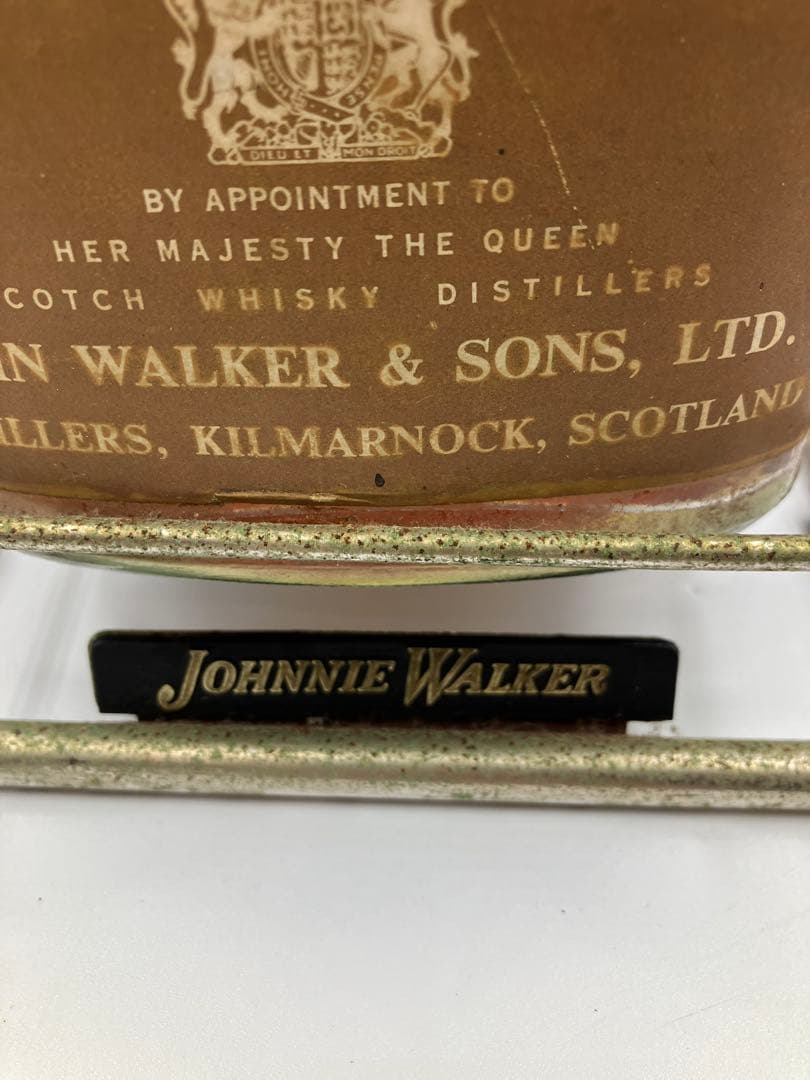 DIEU ET MON DROIT
BY APPOINTMENT TO
HER MAJESTY THE QUEEN
COTCH WHISKY DISTILLERS
IN WALKER & SONS, LTD.
ILLERS, KILMARNOCK, SCOTLAND
JOHNNIE WALKER